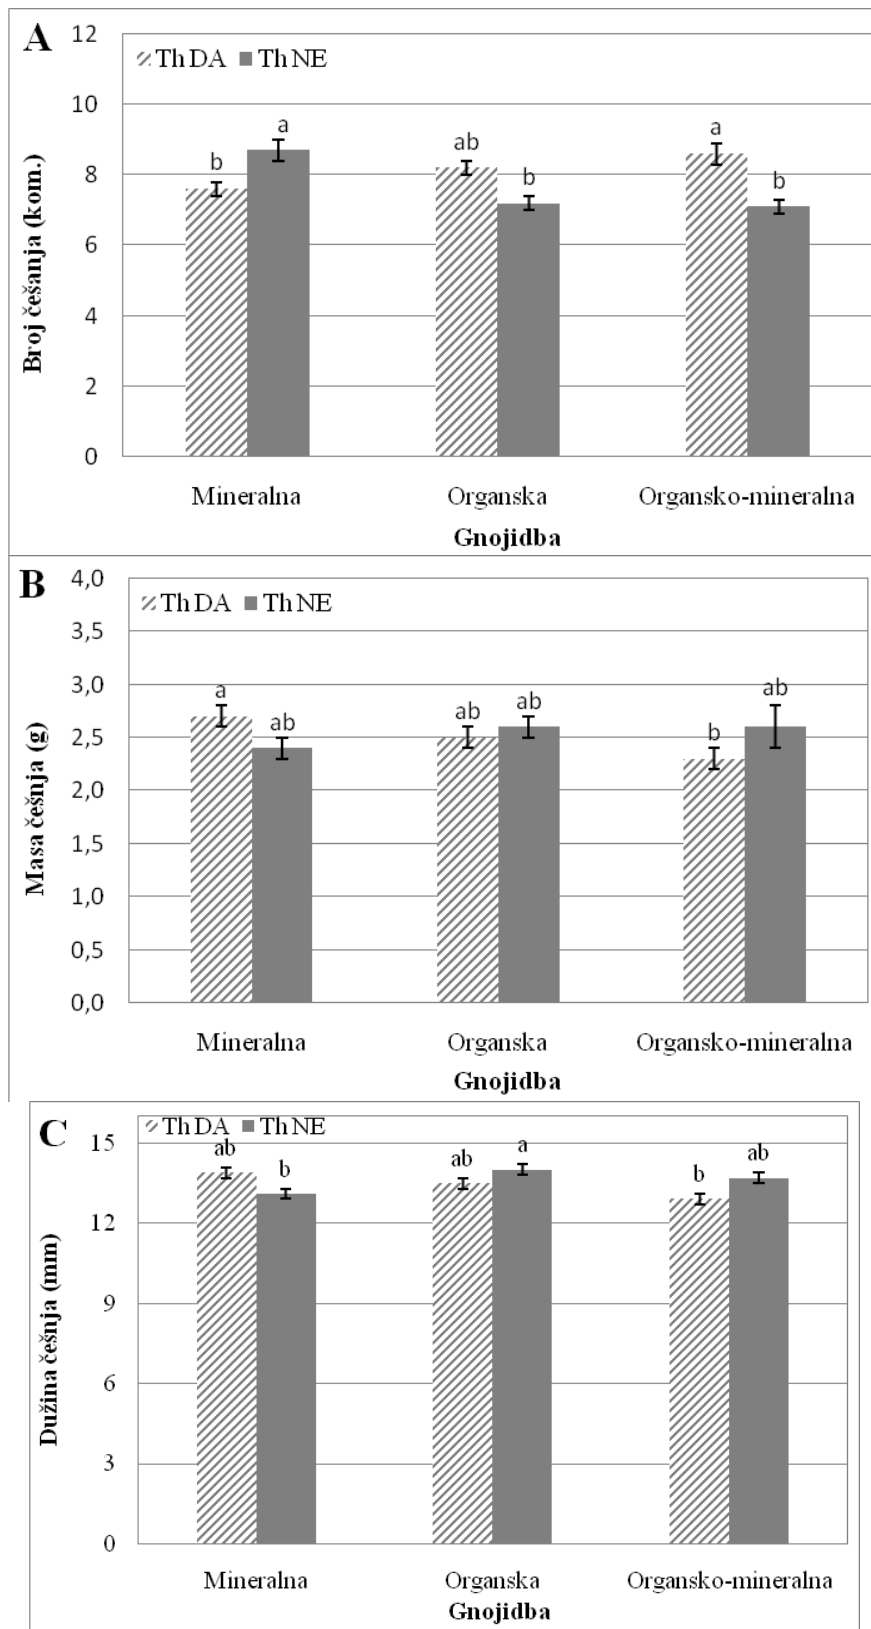 A
12
Th DA Th NE
10
8
6
4
2
0
b a ab b a b
Broj češanja (kom.)
Mineralna Organska Organsko-mineralna
Gnojidba
B
4,0
Th DA Th NE
3,5
3,0
2,5
2,0
1,5
1,0
0,5
0,0
a ab ab ab b ab
Masa češnja (g)
Mineralna Organska Organsko-mineralna
Gnojidba
C
Th DA Th NE
15
12
9
6
3
0
ab b ab a b ab
Dužina češnja (mm)
Mineralna Organska Organsko-mineralna
Gnojidba